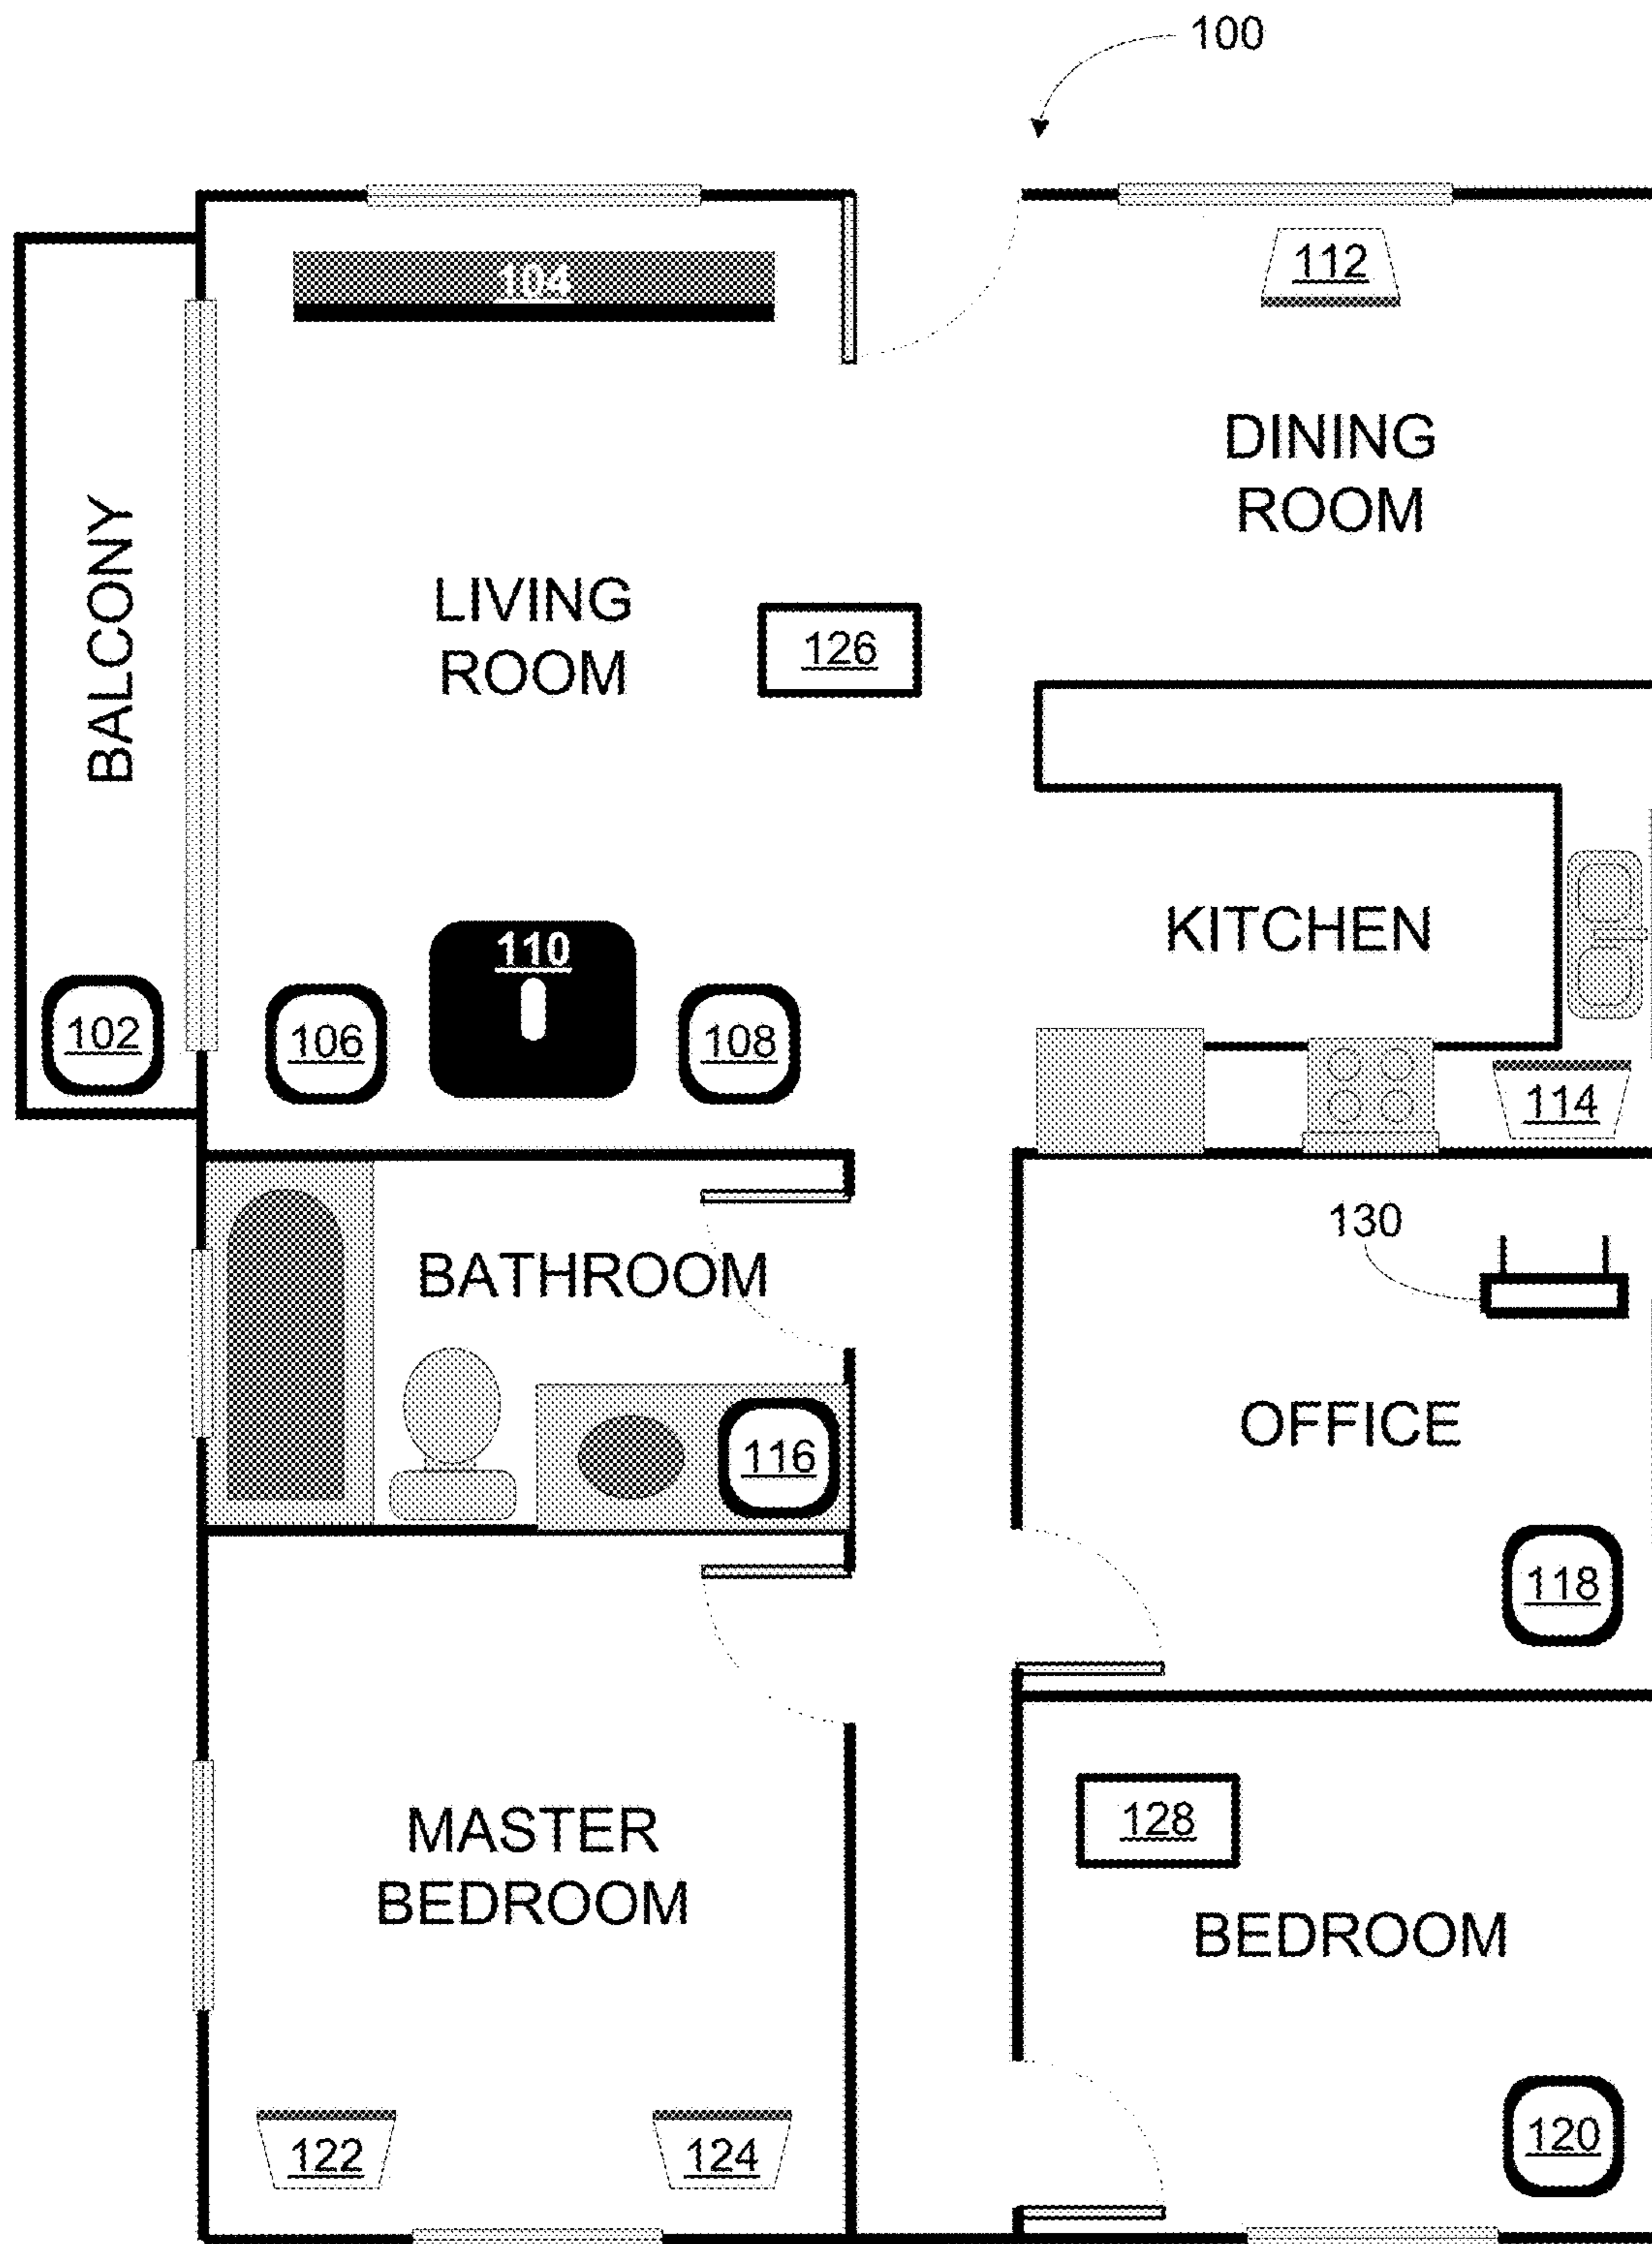 100
104
112
DINING
ROOM
BALCONY
LIVING
ROOM
126
KITCHEN
110
102
106
108
114
130
BATHROOM
OFFICE
116
118
MASTER
BEDROOM
128
BEDROOM
122
124
120